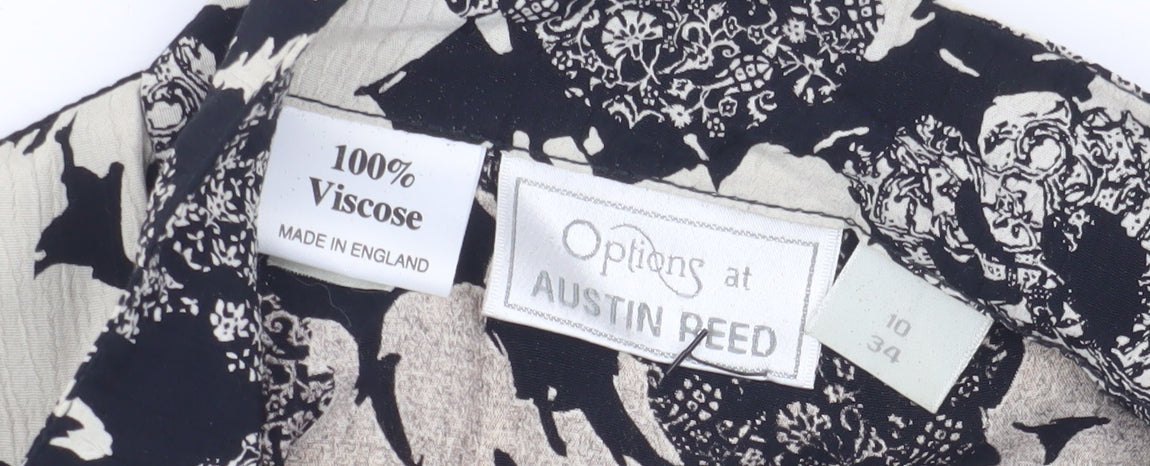 100%
Viscose
MADE IN ENGLAND
Options at
AUSTIN REED
10
34